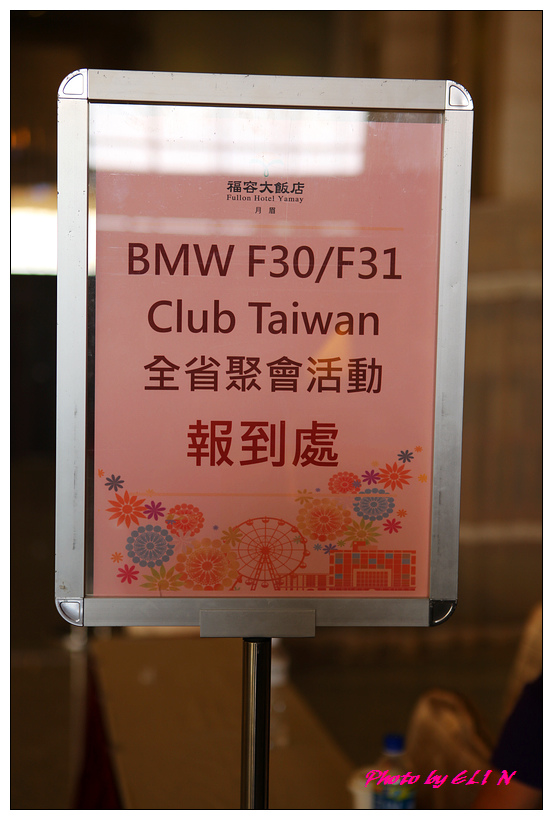 福容大飯店
Fullon Hotel Yamay
月 眉
BMW F30/F31
Club Taiwan
全省聚會活動
報到處
Photo by ELI N